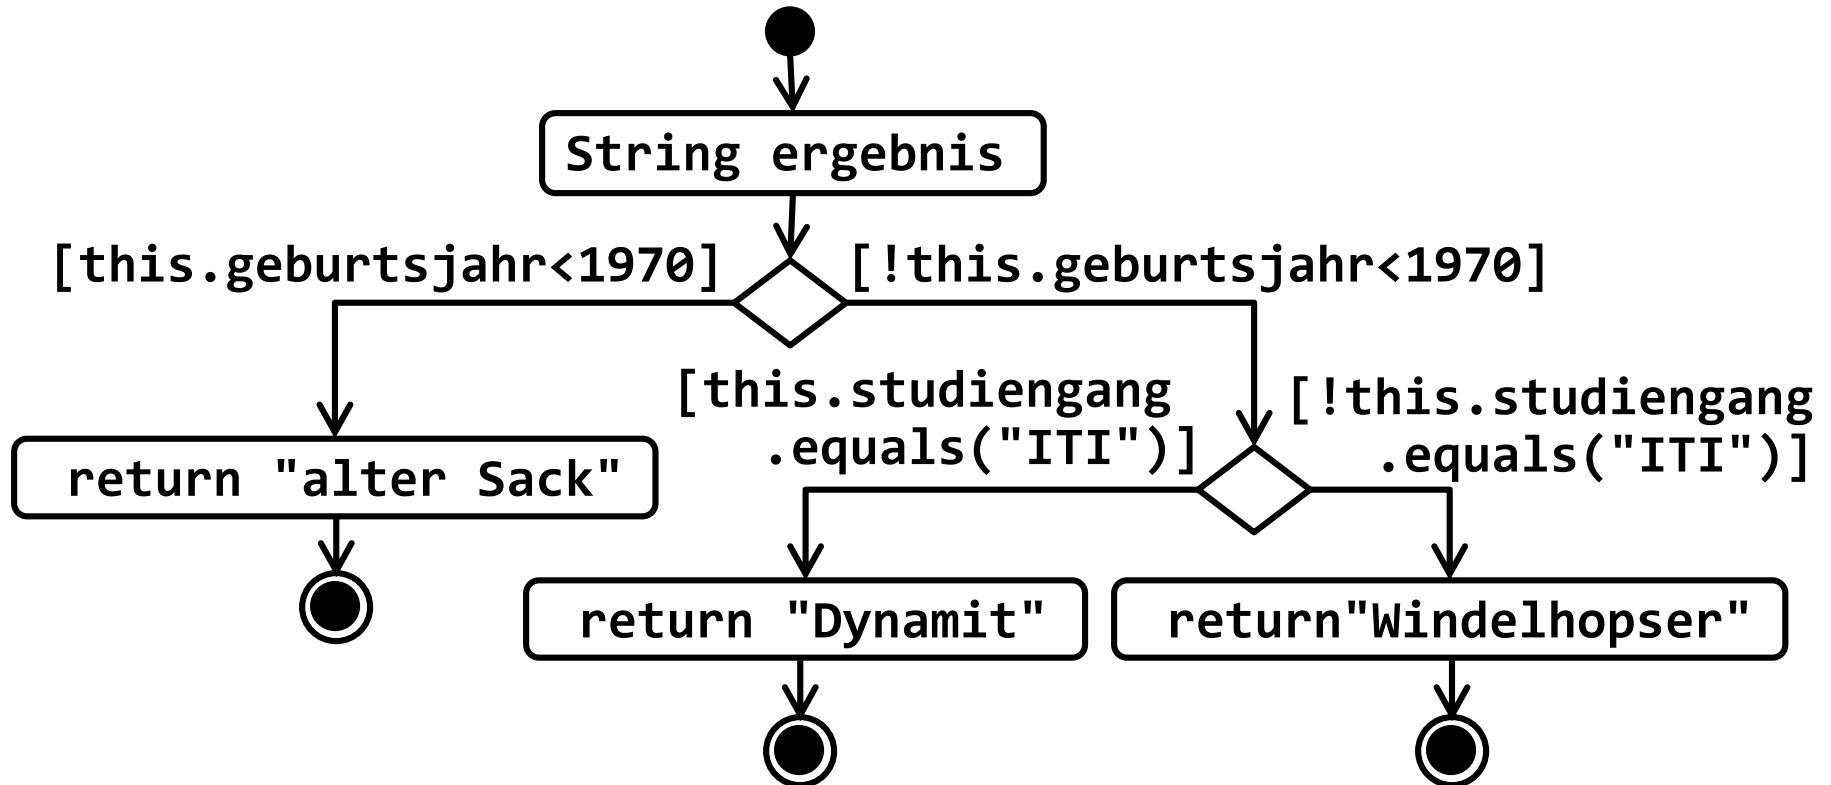 String ergebnis
[this.geburtsjahr<1970]
[!this.geburtsjahr<1970]
[this.studiengang
.equals("ITI")]
[!this.studiengang
.equals("ITI")]
return "alter Sack"
return "Dynamit"
return"Windelhopser"